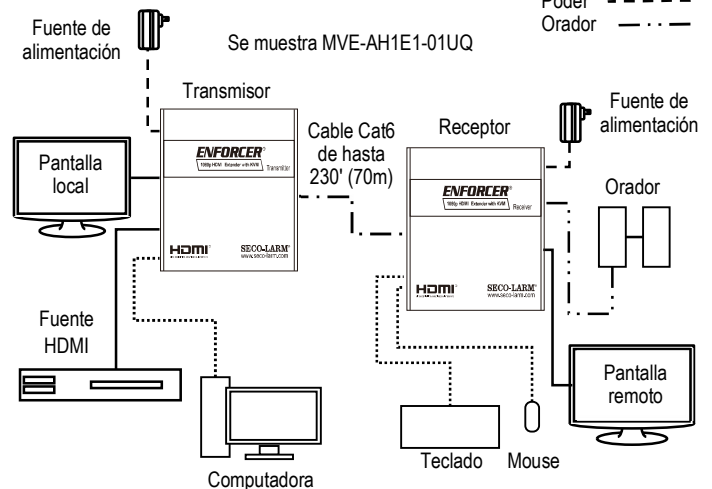 Poder
Orador
Fuente de
alimentación
Se muestra MVE-AH1E1-01UQ
Transmisor
Fuente de
alimentación
Cable Cat6
de hasta
230' (70m)
Receptor
Pantalla
local
ENFORCER®
1080p HDMI Extender with KVM
Transmitter
Orador
ENFORCER®
1080p HDMI Extender with KVM
Receiver
HDMI®
SECO-LARM®
www.seco-larm.com
HDMI®
SECO-LARM®
www.seco-larm.com
Fuente
HDMI
Pantalla
remoto
Teclado
Mouse
Computadora